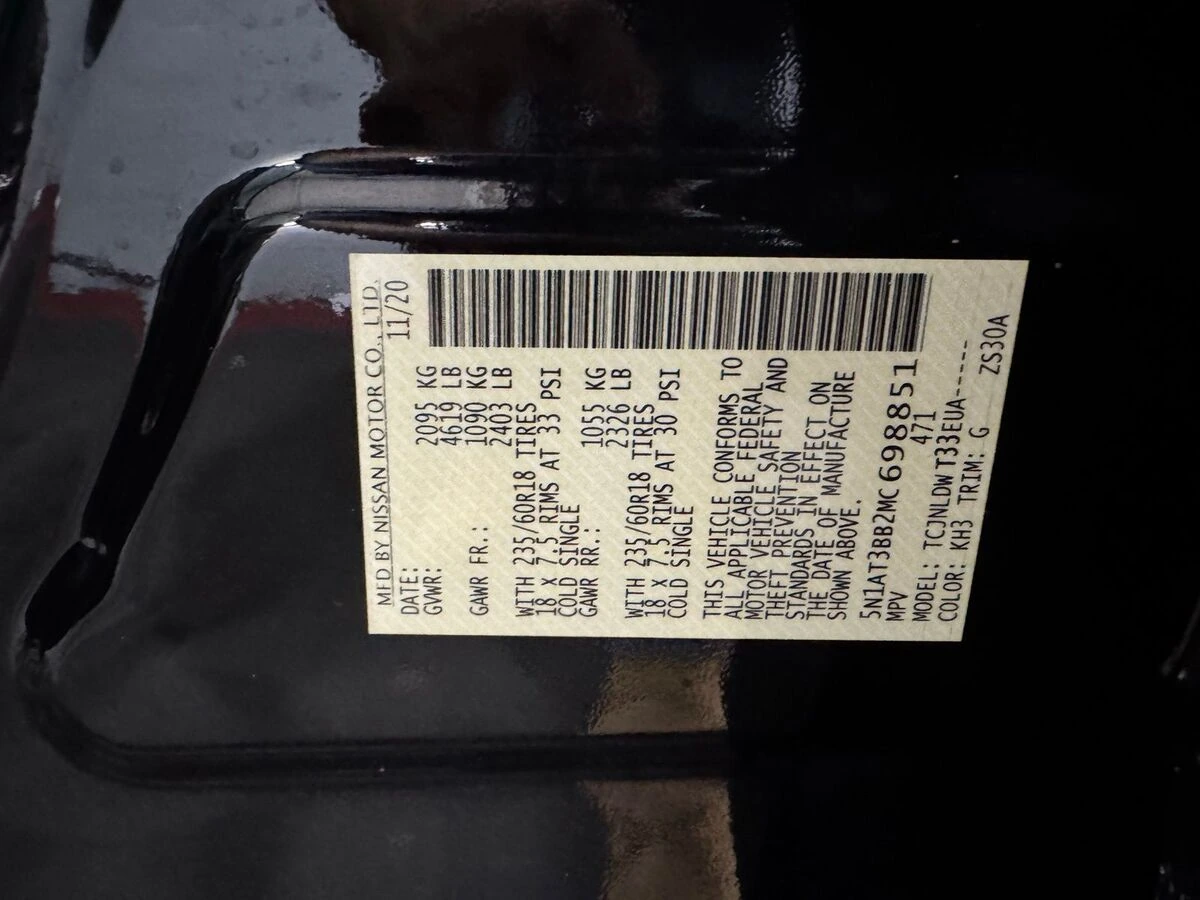 MFD BY NISSAN MOTOR CO., LTD.
DATE: 11/20
GVWR: 2095 KG
4619 LB
GAWR FR.: 1090 KG
2403 LB
WITH 235/60R18 TIRES
18 X 7.5 RIMS AT 33 PSI
COLD SINGLE
GAWR RR.: 1055 KG
2326 LB
WITH 235/60R18 TIRES
18 X 7.5 RIMS AT 30 PSI
COLD SINGLE
THIS VEHICLE CONFORMS TO
ALL APPLICABLE FEDERAL
MOTOR VEHICLE SAFETY AND
THEFT PREVENTION
STANDARDS IN EFFECT ON
THE DATE OF MANUFACTURE
SHOWN ABOVE.
5N1AT3BB2MC698851
MPV 471
MODEL: TCJNLDWT33EUA-----
COLOR: KH3 TRIM: G ZS30A